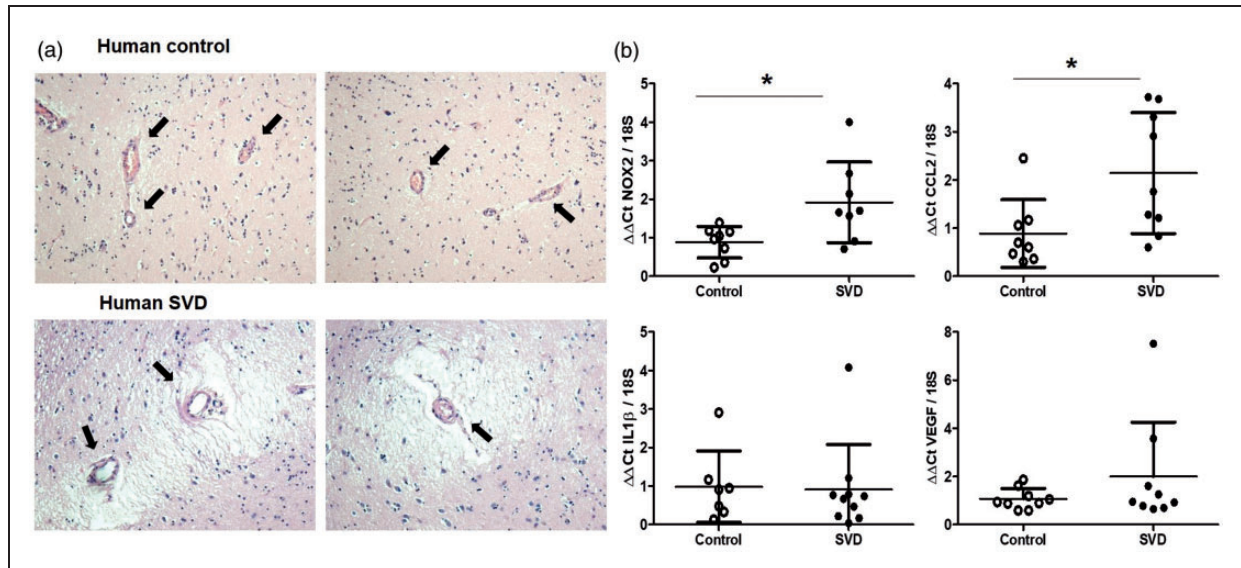 (a)
Human control
Human SVD
(b)
*
ΔΔCt NOX2 / 18S
5
4
3
2
1
0
Control
SVD
*
ΔΔCt CCL2 / 18S
4
3
2
1
0
Control
SVD
ΔΔCt IL1β / 18S
5
4
3
2
1
0
Control
SVD
ΔΔCt VEGF / 18S
8
6
4
2
0
Control
SVD